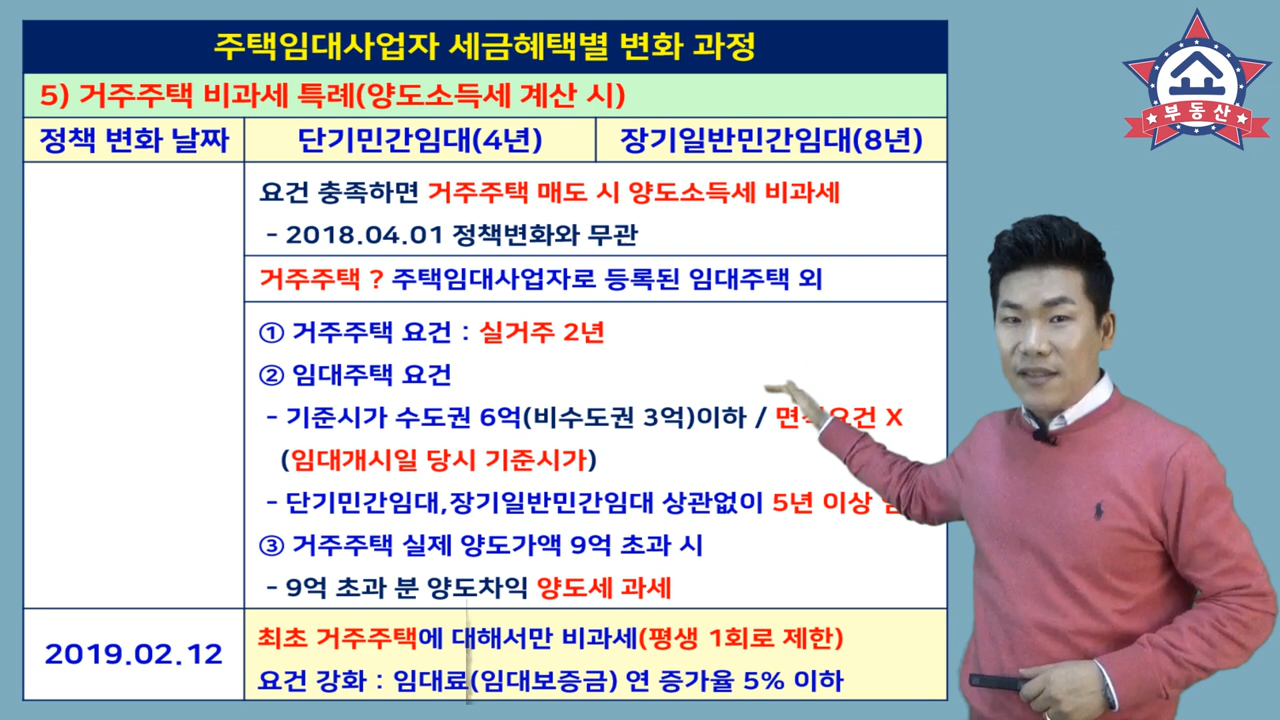 주택임대사업자 세금혜택별 변화 과정
5) 거주주택 비과세 특례(양도소득세 계산 시)
정책 변화 날짜 단기민간임대(4년) 장기일반민간임대(8년)
요건 충족하면 거주주택 매도 시 양도소득세 비과세
- 2018.04.01 정책변화와 무관
거주주택 ? 주택임대사업자로 등록된 임대주택 외
① 거주주택 요건 : 실거주 2년
② 임대주택 요건
- 기준시가 수도권 6억(비수도권 3억)이하 / 면적요건 X
(임대개시일 당시 기준시가)
- 단기민간임대,장기일반민간임대 상관없이 5년 이상
③ 거주주택 실제 양도가액 9억 초과 시
- 9억 초과 분 양도차익 양도세 과세
2019.02.12
최초 거주주택에 대해서만 비과세(평생 1회로 제한)
요건 강화 : 임대료(임대보증금) 연 증가율 5% 이하
부동산